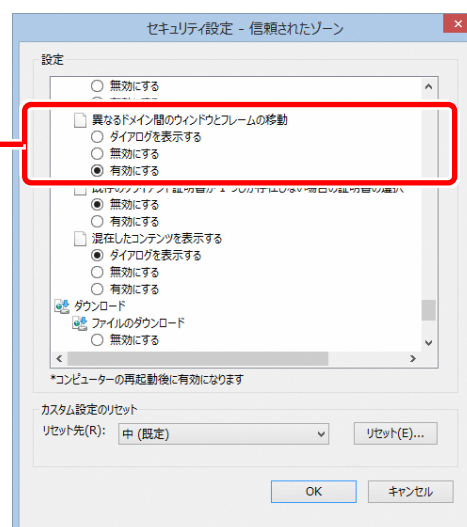 セキュリティ設定 - 信頼されたゾーン
設定
無効にする
異なるドメイン間のウィンドウとフレームの移動
ダイアログを表示する
無効にする
有効にする
無効にする
有効にする
混在したコンテンツを表示する
ダイアログを表示する
無効にする
有効にする
ダウンロード
ファイルのダウンロード
無効にする
*コンピューターの再起動後に有効になります
カスタム設定のリセット
リセット先(R): 中 (既定) リセット(E)...
OK キャンセル